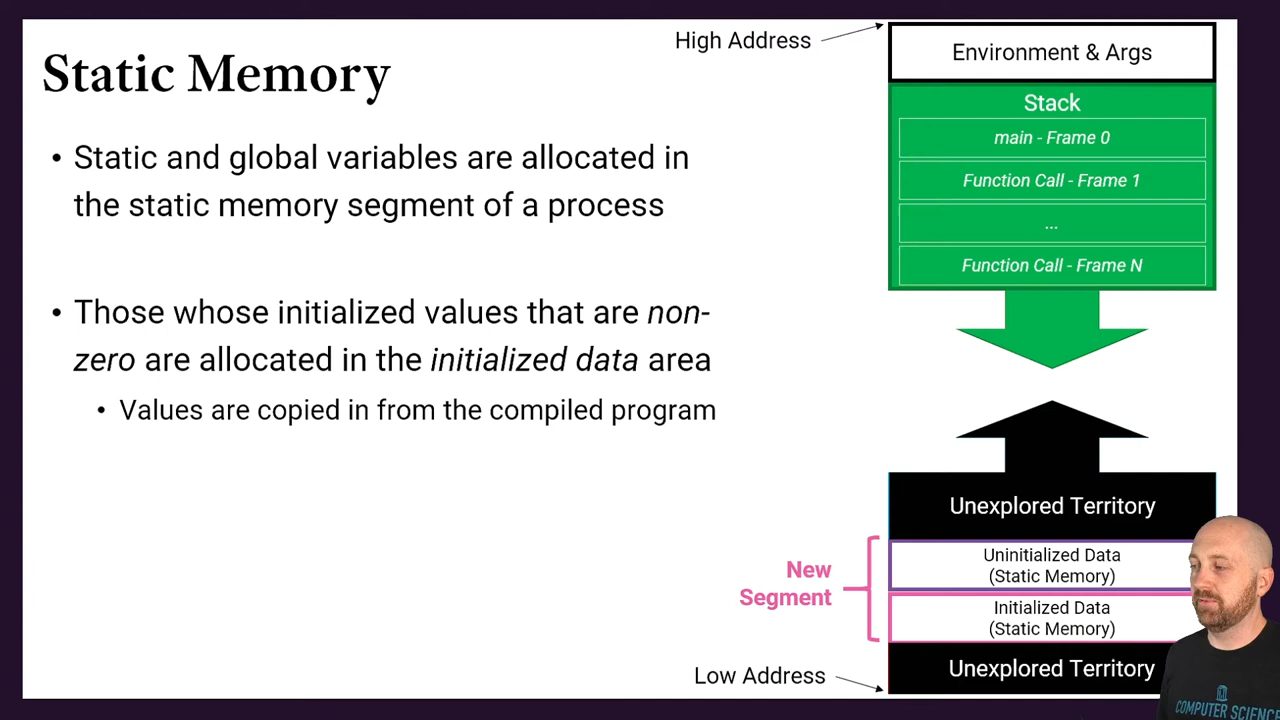 Static Memory
• Static and global variables are allocated in
the static memory segment of a process
• Those whose initialized values that are non-
zero are allocated in the initialized data area
• Values are copied in from the compiled program
High Address
Environment & Args
Stack
main - Frame 0
Function Call - Frame 1
...
Function Call - Frame N
Unexplored Territory
Uninitialized Data
(Static Memory)
New
Segment
Initialized Data
(Static Memory)
Unexplored Territory
Low Address
COMPUTER SCIENCE